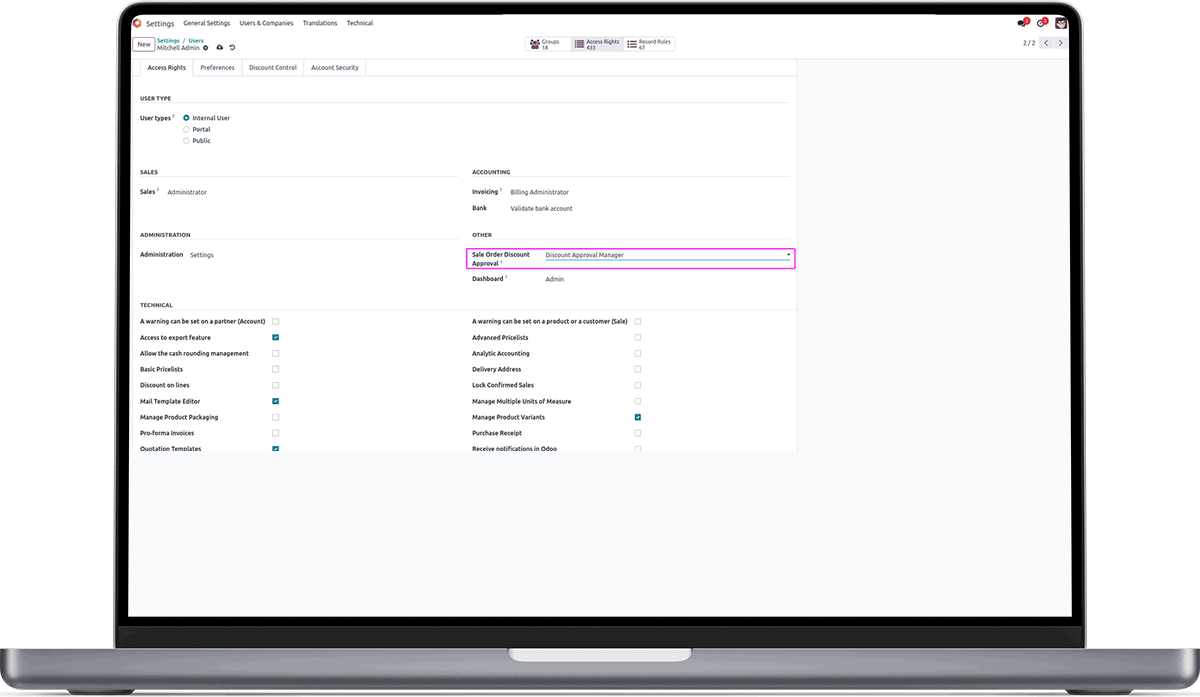 Settings General Settings Users & Companies Translations Technical
New Settings / Users
Mitchell Admin
Groups
18
Access Rights
433
Record Rules
67
2 / 2
Access Rights Preferences Discount Control Account Security
USER TYPE
User types ? Internal User
Portal
Public
SALES ACCOUNTING
Sales ? Administrator Invoicing ? Billing Administrator
Bank Validate bank account
ADMINISTRATION OTHER
Administration Settings Sale Order Discount Discount Approval Manager
Approval ?
Dashboard ? Admin
TECHNICAL
A warning can be set on a partner (Account) A warning can be set on a product or a customer (Sale)
Access to export feature Advanced Pricelists
Allow the cash rounding management Analytic Accounting
Basic Pricelists Delivery Address
Discount on lines Lock Confirmed Sales
Mail Template Editor Manage Multiple Units of Measure
Manage Product Packaging Manage Product Variants
Pro-forma Invoices Purchase Receipt
Quotation Templates Receive notifications in Odoo